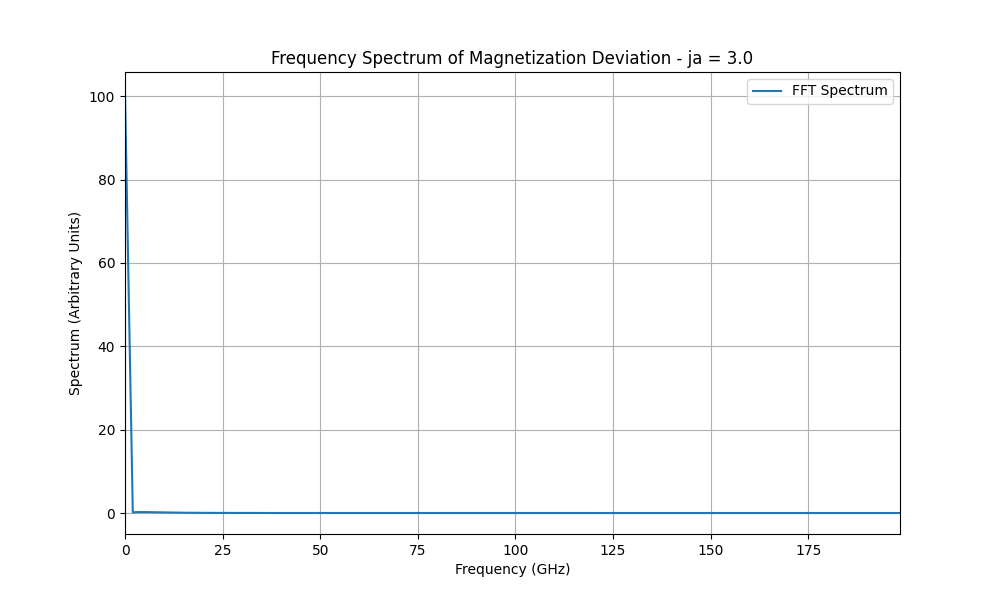 Frequency Spectrum of Magnetization Deviation - ja = 3.0
FFT Spectrum
Spectrum (Arbitrary Units)
100
80
60
40
20
0
0 25 50 75 100 125 150 175
Frequency (GHz)